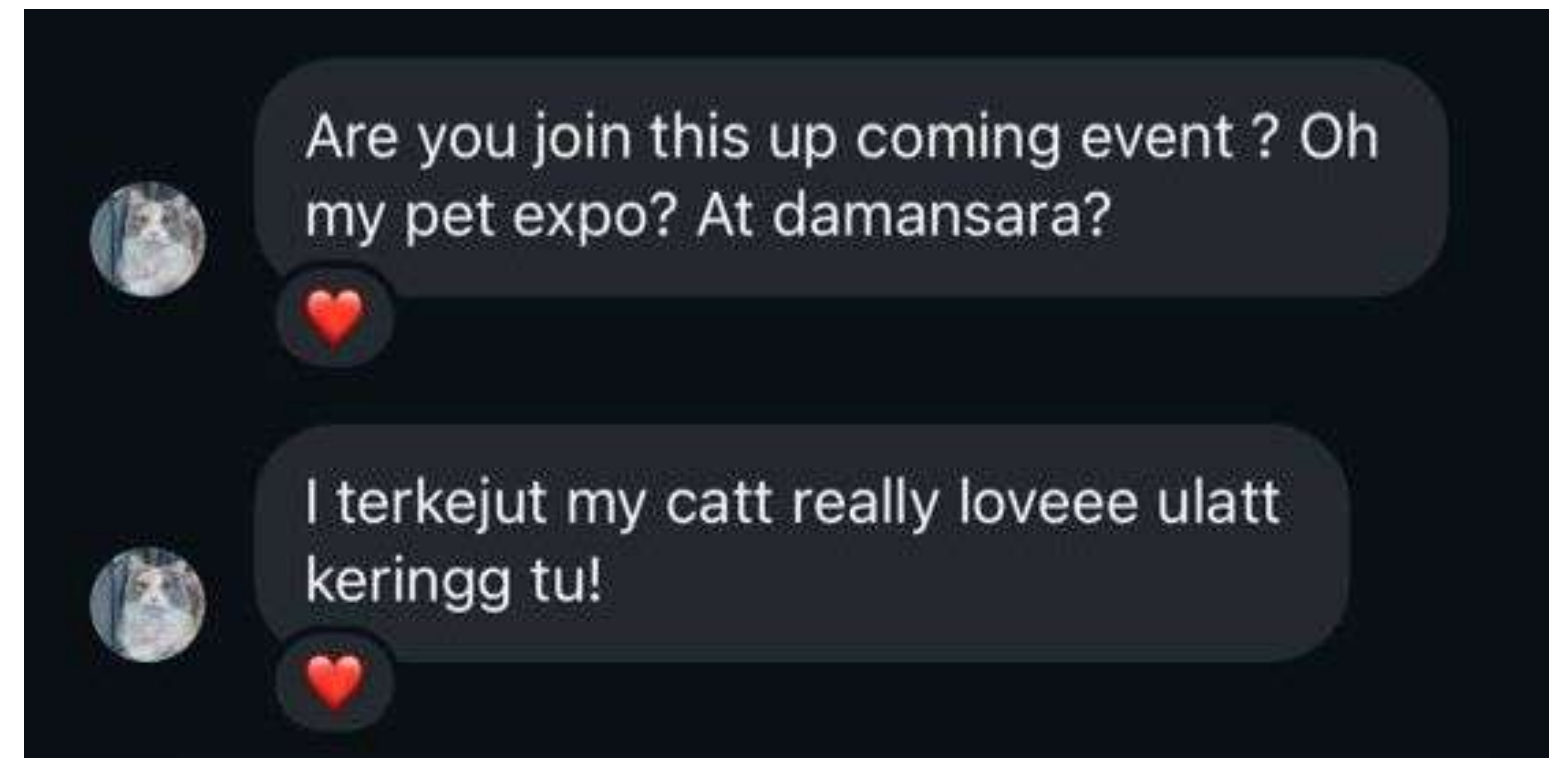 Are you join this up coming event ? Oh
my pet expo? At damansara?
I terkejut my catt really loveee ulatt
keringg tu!